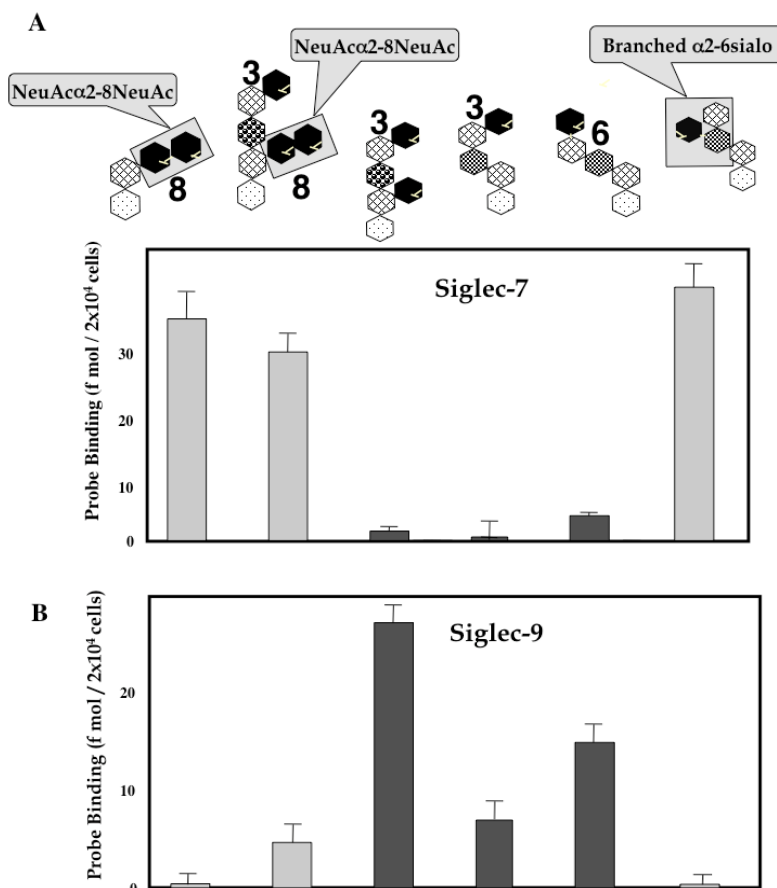 A
NeuAcα2-8NeuAc
Branched α2-6sialo
NeuAcα2-8NeuAc
3
3
3
6
8
8
Siglec-7
Probe Binding (f mol / 2x10⁴ cells)
30
20
10
0
B
Siglec-9
Probe Binding (f mol / 2x10⁴ cells)
20
10
0